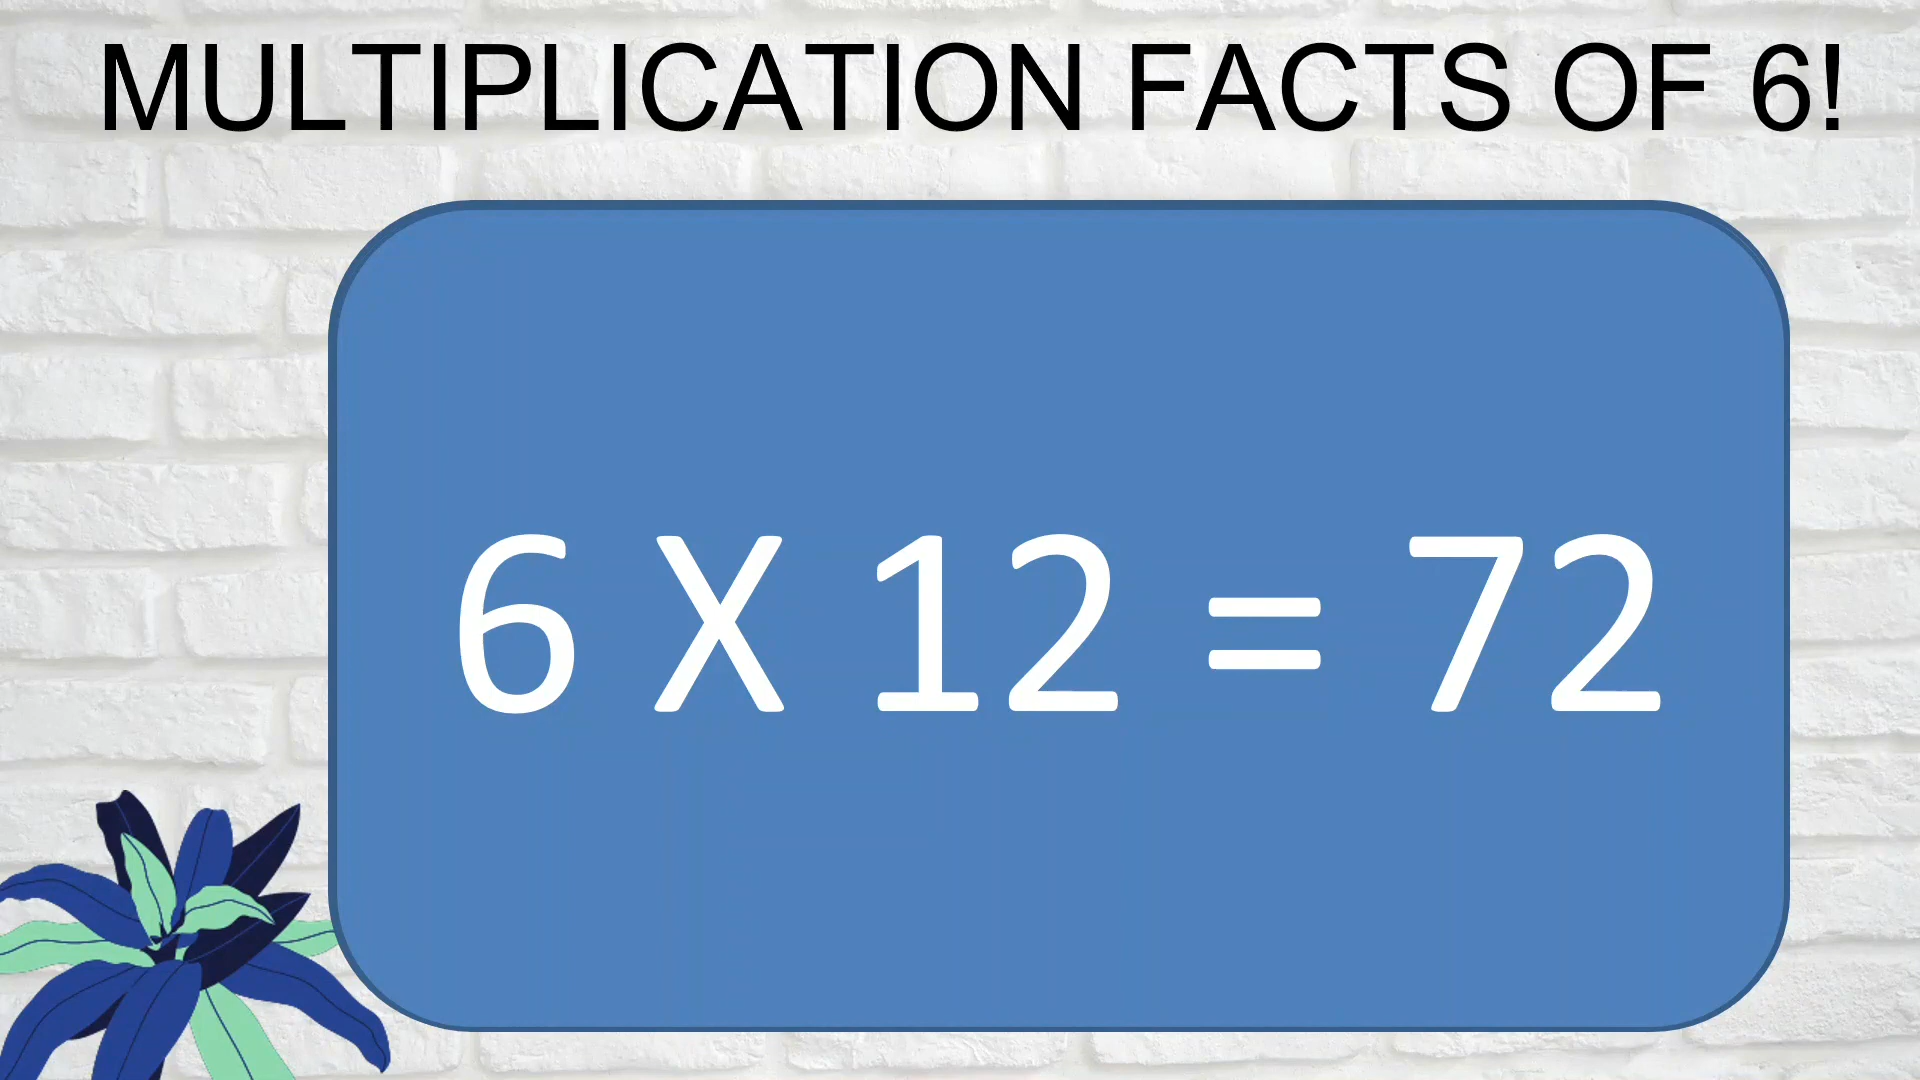 MULTIPLICATION FACTS OF 6!
6 X 12 = 72